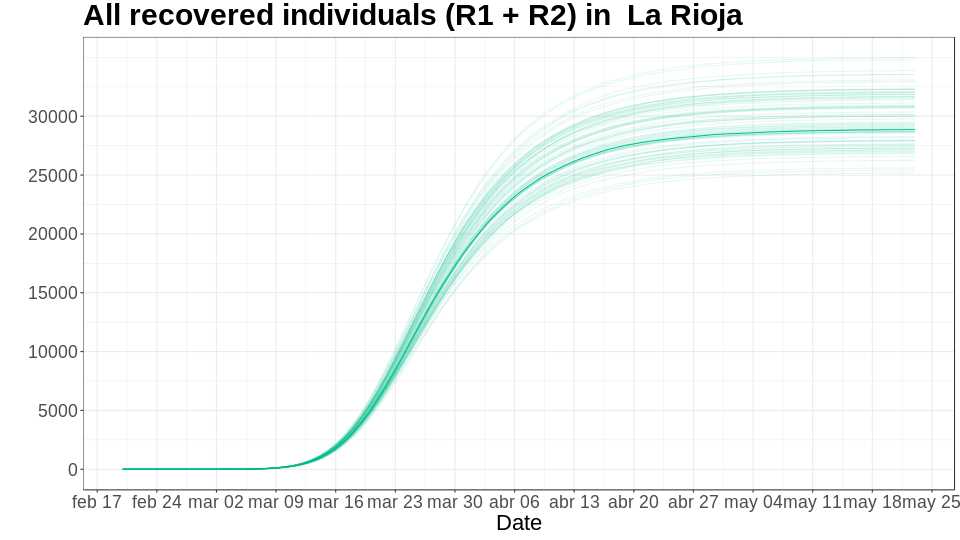 All recovered individuals (R1 + R2) in  La Rioja
30000
25000
20000
15000
10000
5000
0
feb 17 feb 24 mar 02 mar 09 mar 16 mar 23 mar 30 abr 06 abr 13 abr 20 abr 27 may 04 may 11 may 18 may 25
Date